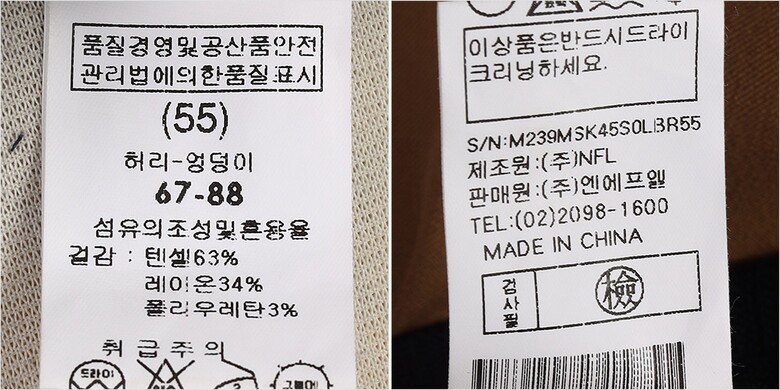 품질경영및공산품안전
관리법에의한품질표시
(55)
허리-엉덩이
67-88
섬유의조성및혼용율
겉감 : 텐셀63%
레이온34%
폴리우레탄3%
취급주의
드라이
이상품은반드시드라이
크리닝하세요.
S/N:M239MSK45S0LBR55
제조원:(주)NFL
판매원:(주)엔에프엘
TEL:(02)2098-1600
MADE IN CHINA
검사필
檢